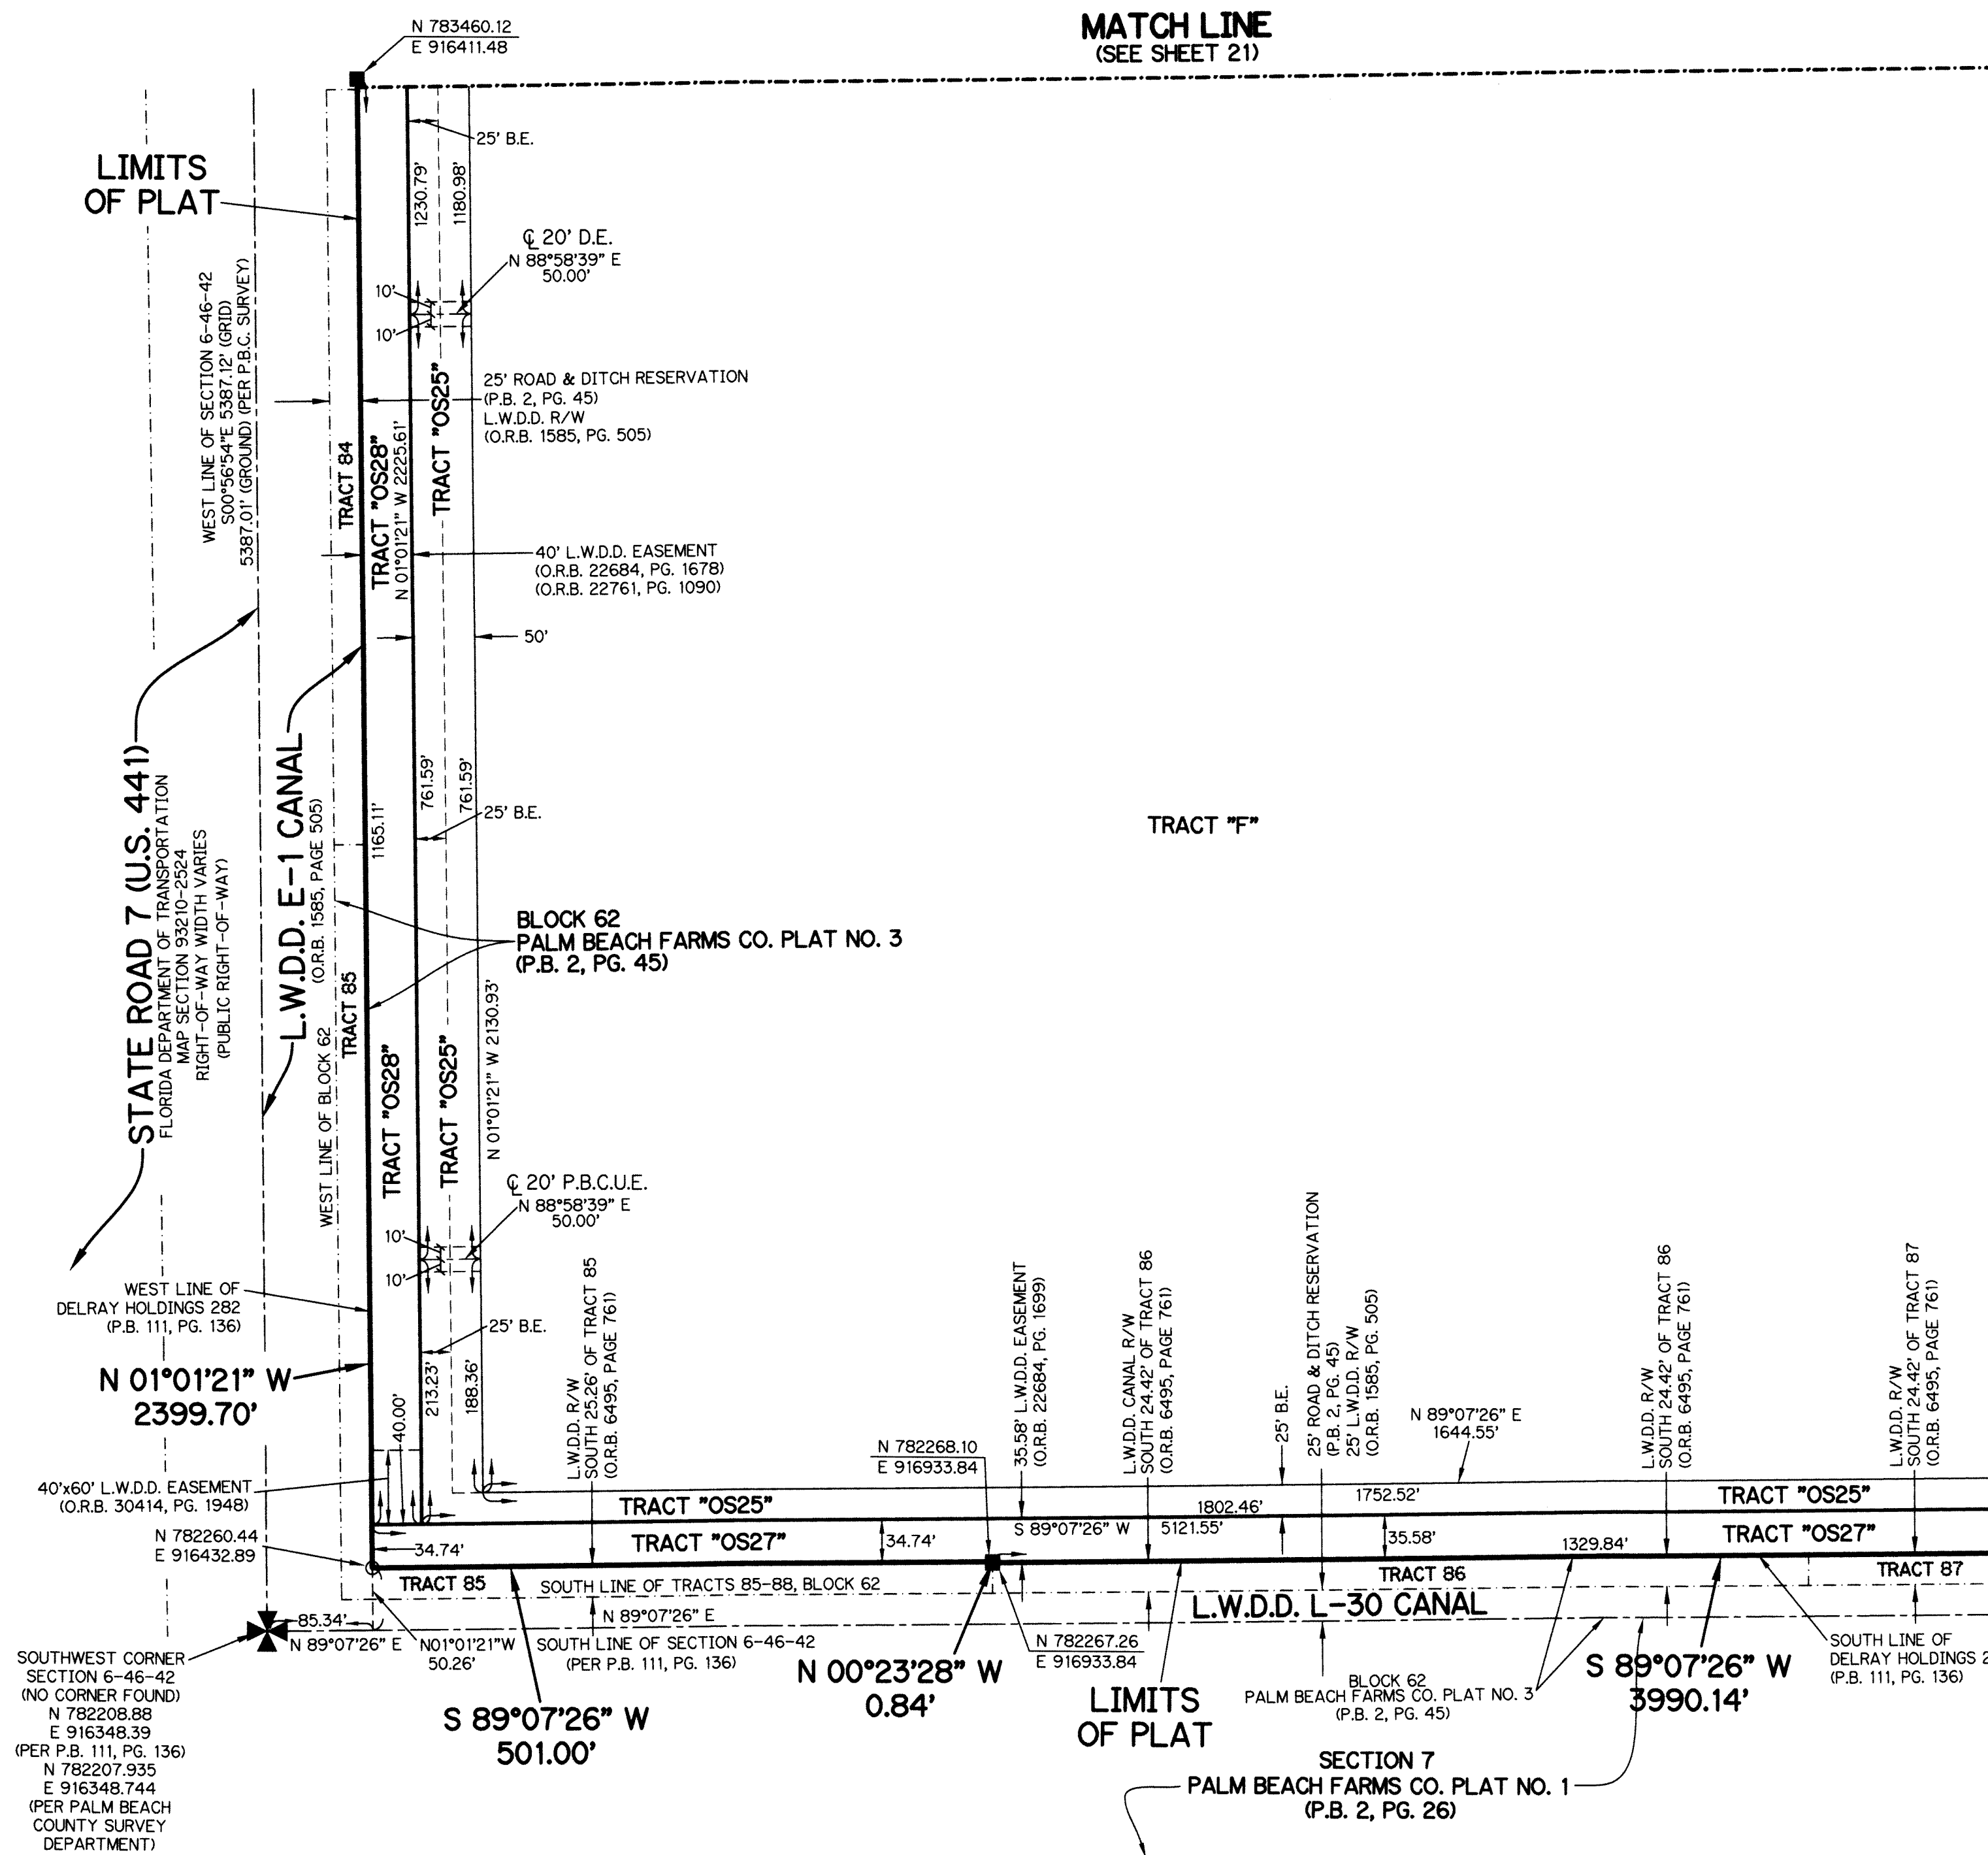 N 783460.12
E 916411.48
MATCH LINE
(SEE SHEET 21)
LIMITS
OF PLAT
25' B.E.
1230.79'
1180.98'
℄ 20' D.E.
N 88°58'39" E
50.00'
10'
10'
WEST LINE OF SECTION 6-46-42
S00°56'54"E 5387.12' (GRID)
5387.01' (GROUND) (PER P.B.C. SURVEY)
25' ROAD & DITCH RESERVATION
(P.B. 2, PG. 45)
L.W.D.D. R/W
(O.R.B. 1585, PG. 505)
TRACT 84
TRACT "OS28"
N 01°01'21" W 2225.61'
TRACT "OS25"
40' L.W.D.D. EASEMENT
(O.R.B. 22684, PG. 1678)
(O.R.B. 22761, PG. 1090)
50'
STATE ROAD 7 (U.S. 441)
FLORIDA DEPARTMENT OF TRANSPORTATION
MAP SECTION 93210-2524
RIGHT-OF-WAY WIDTH VARIES
(PUBLIC RIGHT-OF-WAY)
L.W.D.D. E-1 CANAL
(O.R.B. 1585, PAGE 505)
1165.11'
761.59'
761.59'
25' B.E.
TRACT "F"
BLOCK 62
PALM BEACH FARMS CO. PLAT NO. 3
(P.B. 2, PG. 45)
WEST LINE OF BLOCK 62
TRACT 85
TRACT "OS28"
TRACT "OS25"
N 01°01'21" W 2130.93'
℄ 20' P.B.C.U.E.
N 88°58'39" E
50.00'
10'
10'
WEST LINE OF
DELRAY HOLDINGS 282
(P.B. 111, PG. 136)
N 01°01'21" W
2399.70'
25' B.E.
40.00'
213.23'
188.36'
L.W.D.D. R/W
SOUTH 25.26' OF TRACT 85
(O.R.B. 6495, PAGE 761)
35.58' L.W.D.D. EASEMENT
(O.R.B. 22684, PG. 1699)
L.W.D.D. CANAL R/W
SOUTH 24.42' OF TRACT 86
(O.R.B. 6495, PAGE 761)
25' B.E.
25' ROAD & DITCH RESERVATION
(P.B. 2, PG. 45)
25' L.W.D.D. R/W
(O.R.B. 1585, PG. 505)
N 89°07'26" E
1644.55'
L.W.D.D. R/W
SOUTH 24.42' OF TRACT 86
(O.R.B. 6495, PAGE 761)
L.W.D.D. R/W
SOUTH 24.42' OF TRACT 87
(O.R.B. 6495, PAGE 761)
N 782268.10
E 916933.84
40'x60' L.W.D.D. EASEMENT
(O.R.B. 30414, PG. 1948)
TRACT "OS25"
1802.46'
1752.52'
TRACT "OS25"
N 782260.44
E 916432.89
34.74'
TRACT "OS27"
34.74'
S 89°07'26" W
5121.55'
35.58'
1329.84'
TRACT "OS27"
TRACT 85
SOUTH LINE OF TRACTS 85-88, BLOCK 62
TRACT 86
TRACT 87
L.W.D.D. L-30 CANAL
85.34'
N 89°07'26" E
N 89°07'26" E
N01°01'21"W
50.26'
SOUTH LINE OF SECTION 6-46-42
(PER P.B. 111, PG. 136)
N 782267.26
E 916933.84
SOUTHWEST CORNER
SECTION 6-46-42
(NO CORNER FOUND)
N 782208.88
E 916348.39
(PER P.B. 111, PG. 136)
N 782207.935
E 916348.744
(PER PALM BEACH
COUNTY SURVEY
DEPARTMENT)
S 89°07'26" W
501.00'
N 00°23'28" W
0.84'
LIMITS
OF PLAT
BLOCK 62
PALM BEACH FARMS CO. PLAT NO. 3
(P.B. 2, PG. 45)
S 89°07'26" W
3990.14'
SOUTH LINE OF
DELRAY HOLDINGS 2
(P.B. 111, PG. 136)
SECTION 7
PALM BEACH FARMS CO. PLAT NO. 1
(P.B. 2, PG. 26)